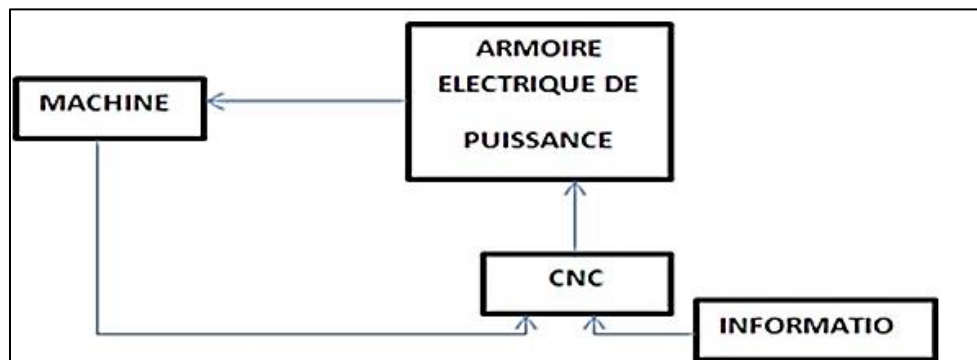 ARMOIRE
ELECTRIQUE DE
PUISSANCE
MACHINE
CNC
INFORMATIO